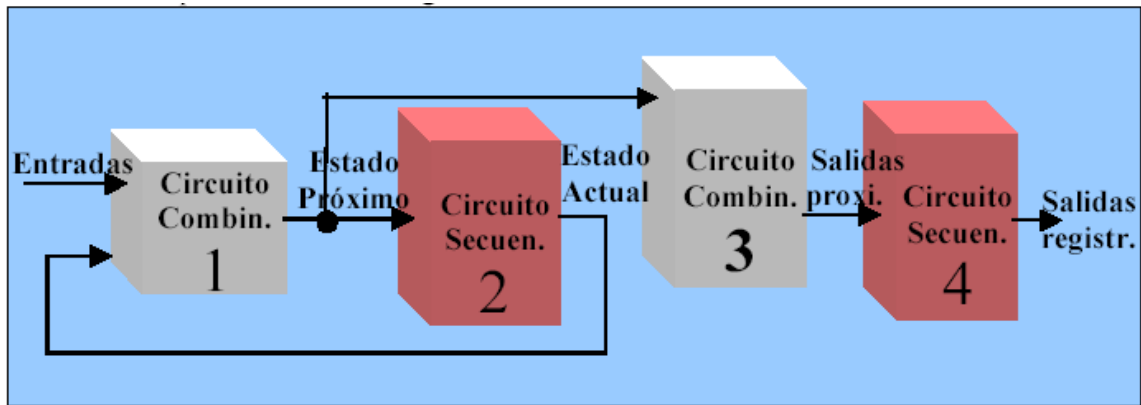 Entradas
Circuito
Combin.
1
Estado
Próximo
Circuito
Secuen.
2
Estado
Actual
Circuito
Combin.
3
Salidas
proxi.
Circuito
Secuen.
4
Salidas
registr.